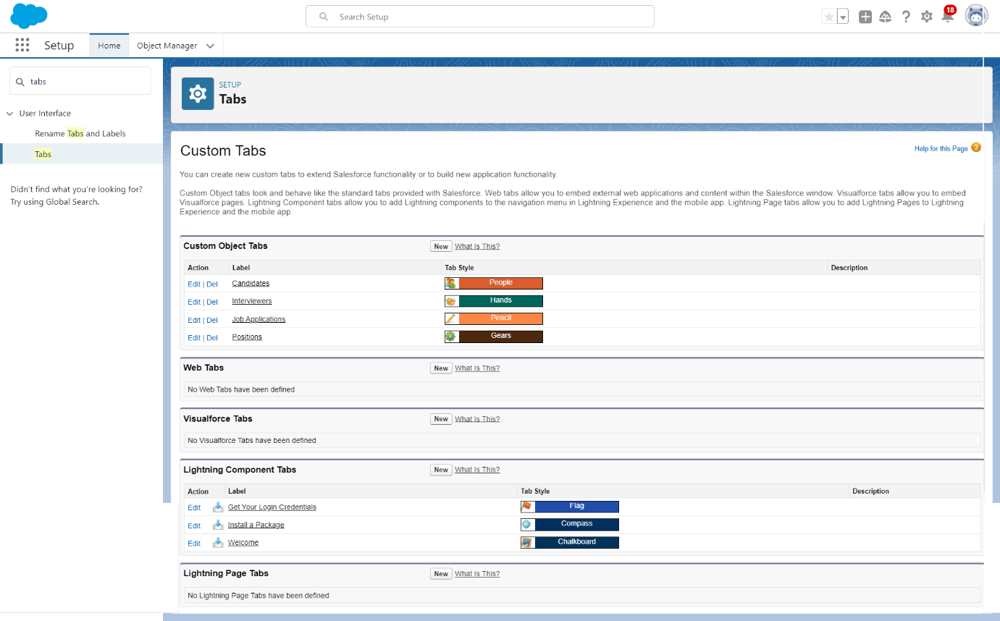 Search Setup
18
Setup
Home
Object Manager
tabs
User Interface
Rename Tabs and Labels
Tabs
Didn't find what you're looking for?
Try using Global Search.
SETUP
Tabs
Custom Tabs
Help for this Page ?
You can create new custom tabs to extend Salesforce functionality or to build new application functionality.
Custom Object tabs look and behave like the standard tabs provided with Salesforce. Web tabs allow you to embed external web applications and content within the Salesforce window. Visualforce tabs allow you to embed
Visualforce pages. Lightning Component tabs allow you to add Lightning components to the navigation menu in Lightning Experience and the mobile app. Lightning Page tabs allow you to add Lightning Pages to Lightning
Experience and the mobile app.
Custom Object Tabs New What Is This?
Action Label Tab Style Description
Edit | Del Candidates People
Edit | Del Interviewers Hands
Edit | Del Job Applications Pencil
Edit | Del Positions Gears
Web Tabs New What Is This?
No Web Tabs have been defined
Visualforce Tabs New What Is This?
No Visualforce Tabs have been defined
Lightning Component Tabs New What Is This?
Action Label Tab Style Description
Edit Get Your Login Credentials Flag
Edit Install a Package Compass
Edit Welcome Chalkboard
Lightning Page Tabs New What Is This?
No Lightning Page Tabs have been defined